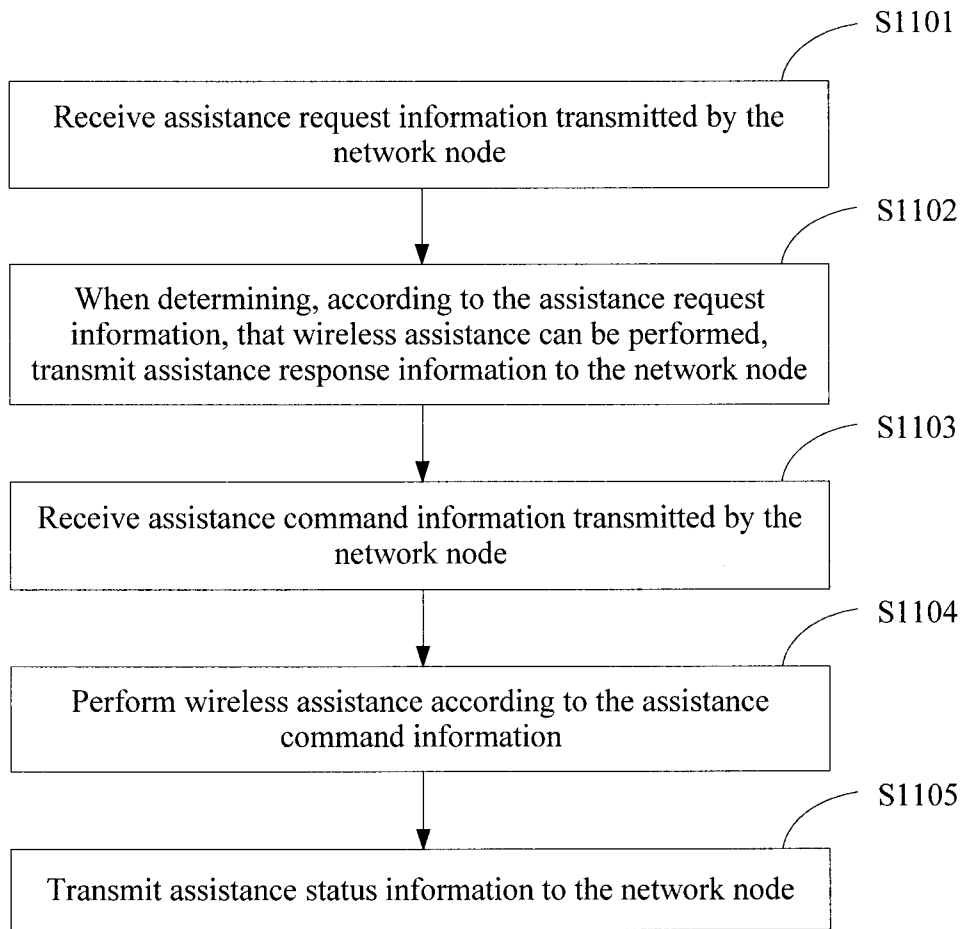 S1101
Receive assistance request information transmitted by the
network node
S1102
When determining, according to the assistance request
information, that wireless assistance can be performed,
transmit assistance response information to the network node
S1103
Receive assistance command information transmitted by the
network node
S1104
Perform wireless assistance according to the assistance
command information
S1105
Transmit assistance status information to the network node